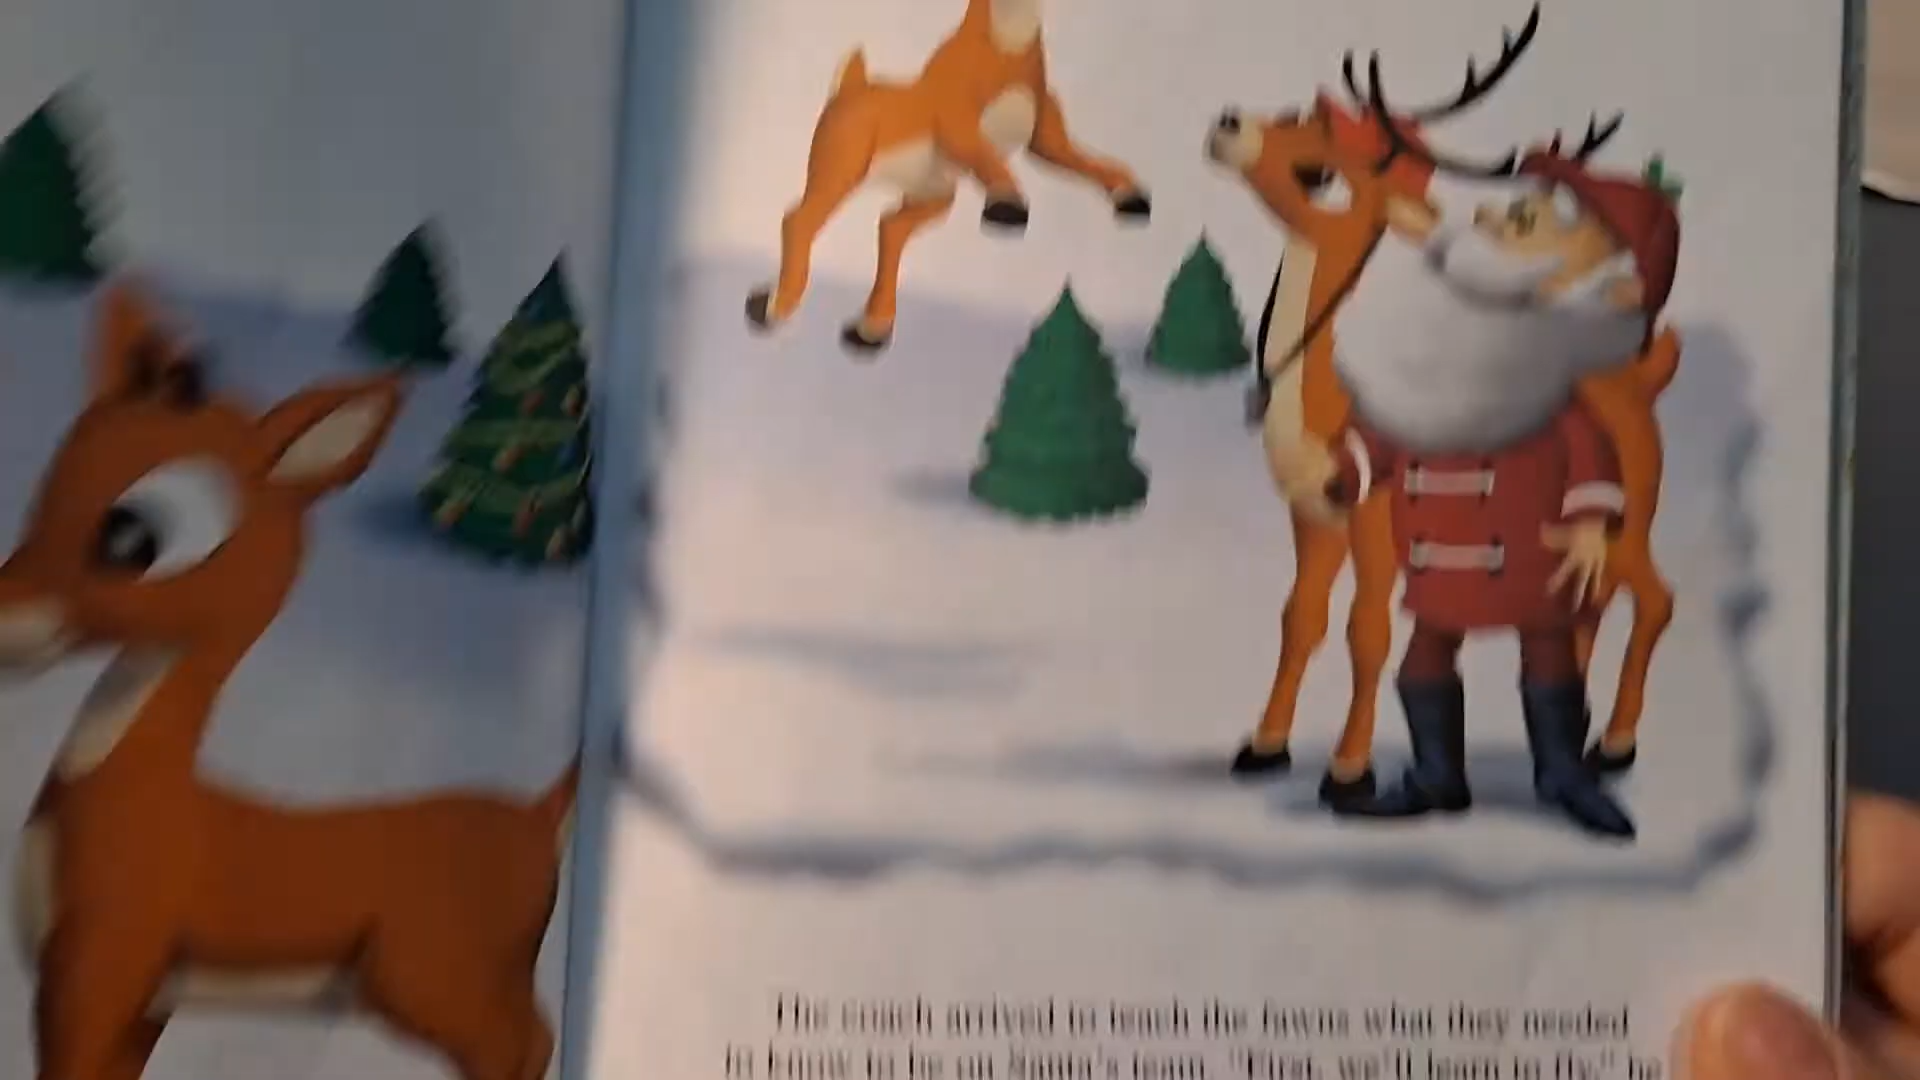 The coach arrived to teach the fawns what they needed
to know to be on Santa's team. "First, we'll learn to fly," he